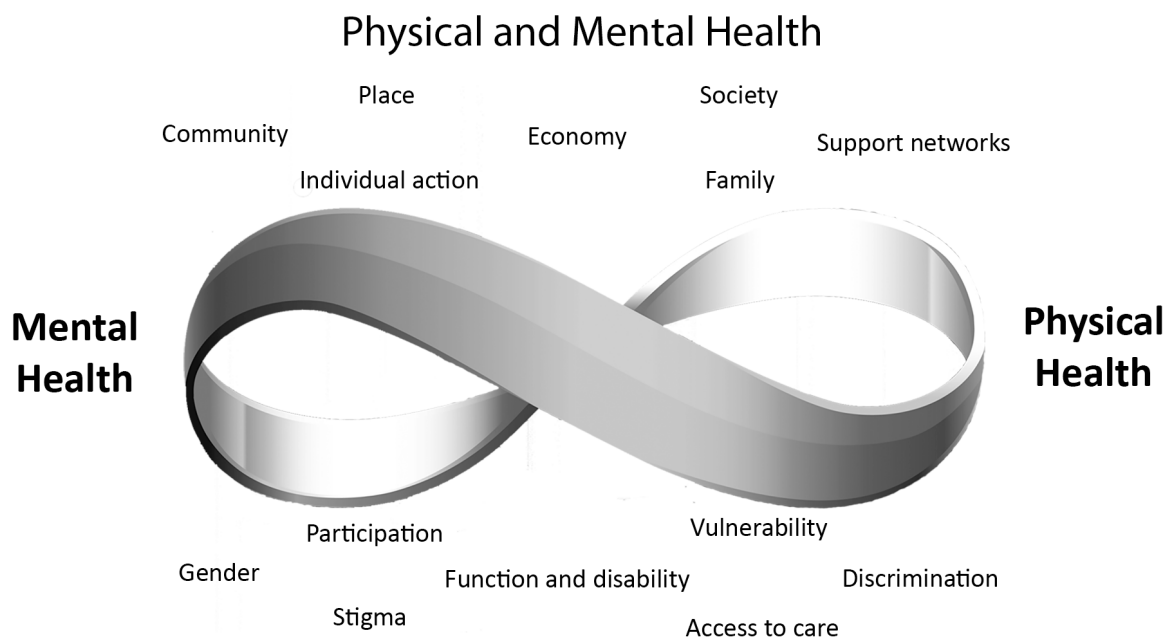 Physical and Mental Health
Place
Society
Community
Economy
Support networks
Individual action
Family
Mental
Health
Physical
Health
Participation
Vulnerability
Gender
Function and disability
Discrimination
Stigma
Access to care